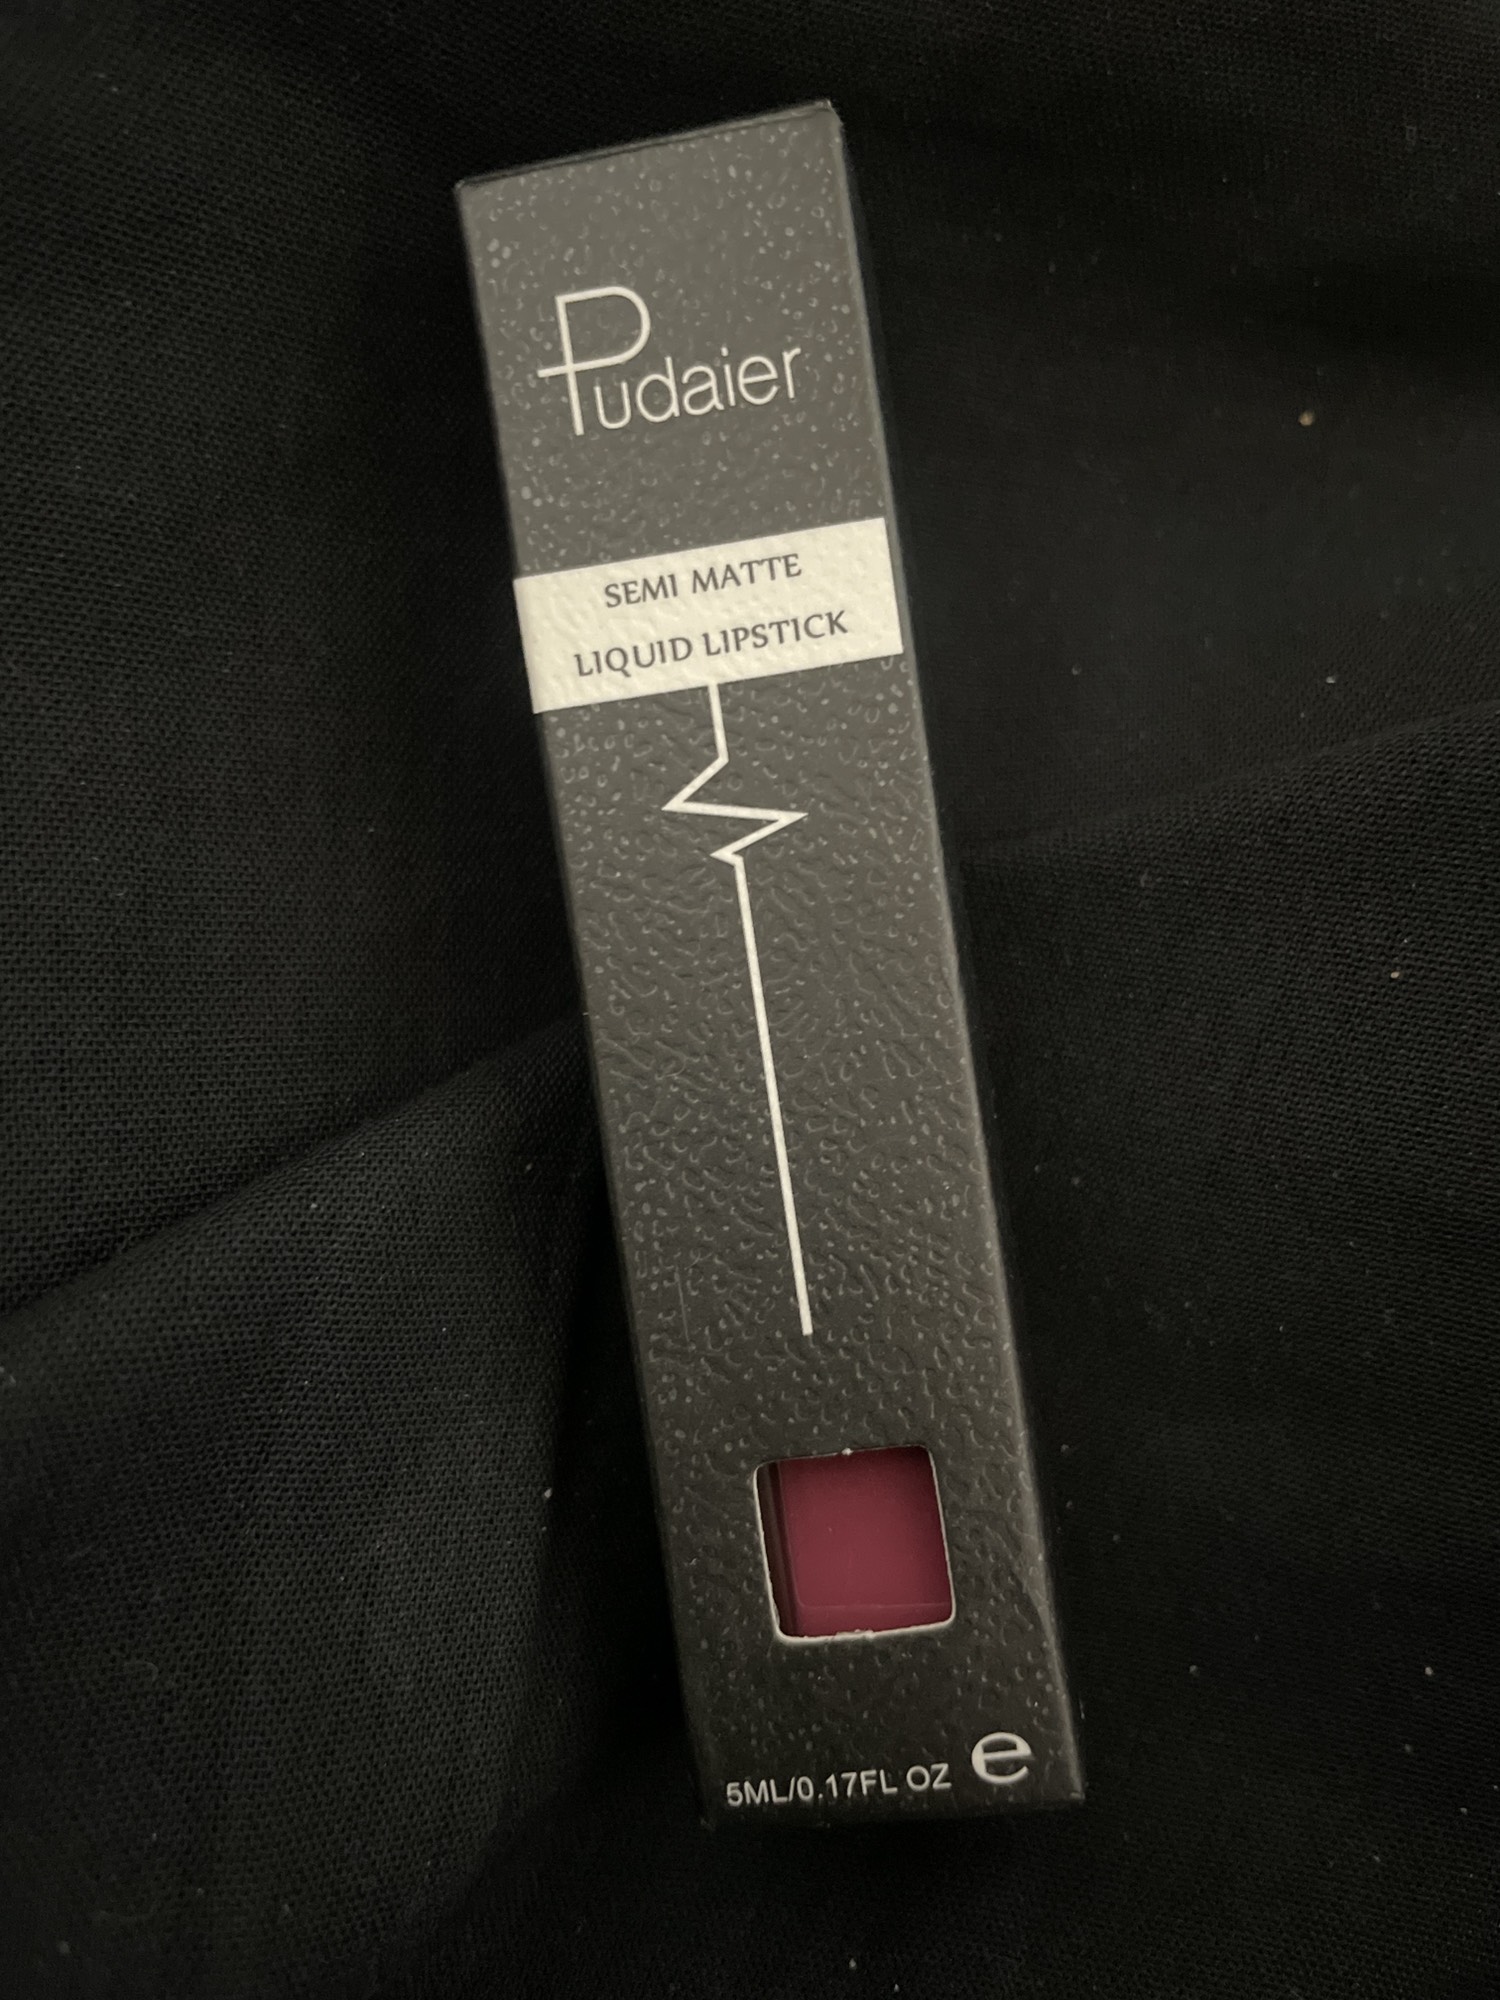 Pudaier
SEMI MATTE
LIQUID LIPSTICK
5ML/0.17FL OZ e